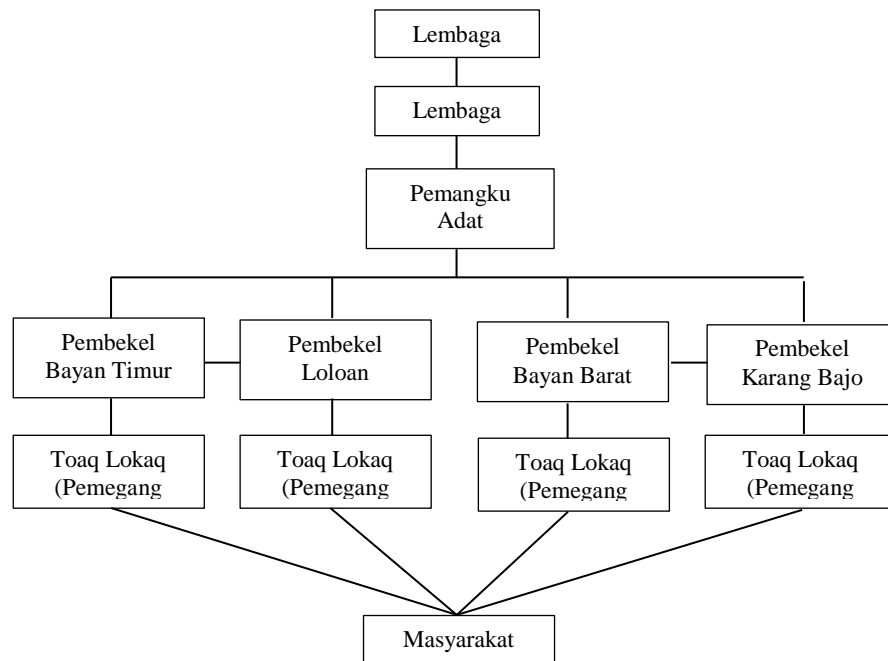 Lembaga
Lembaga
Pemangku
Adat
Pembekel
Bayan Timur
Pembekel
Loloan
Pembekel
Bayan Barat
Pembekel
Karang Bajo
Toaq Lokaq
(Pemegang
Toaq Lokaq
(Pemegang
Toaq Lokaq
(Pemegang
Toaq Lokaq
(Pemegang
Masyarakat